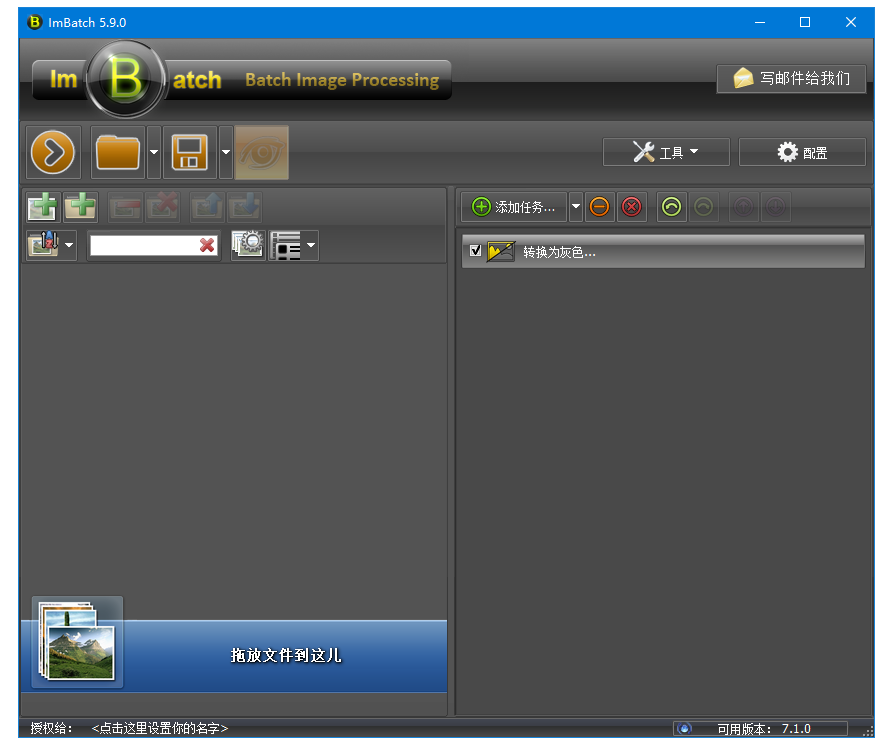 ImBatch 5.9.0
Im B atch Batch Image Processing
写邮件给我们
工具
配置
添加任务...
转换为灰色...
拖放文件到这儿
授权给: <点击这里设置你的名字>
可用版本: 7.1.0